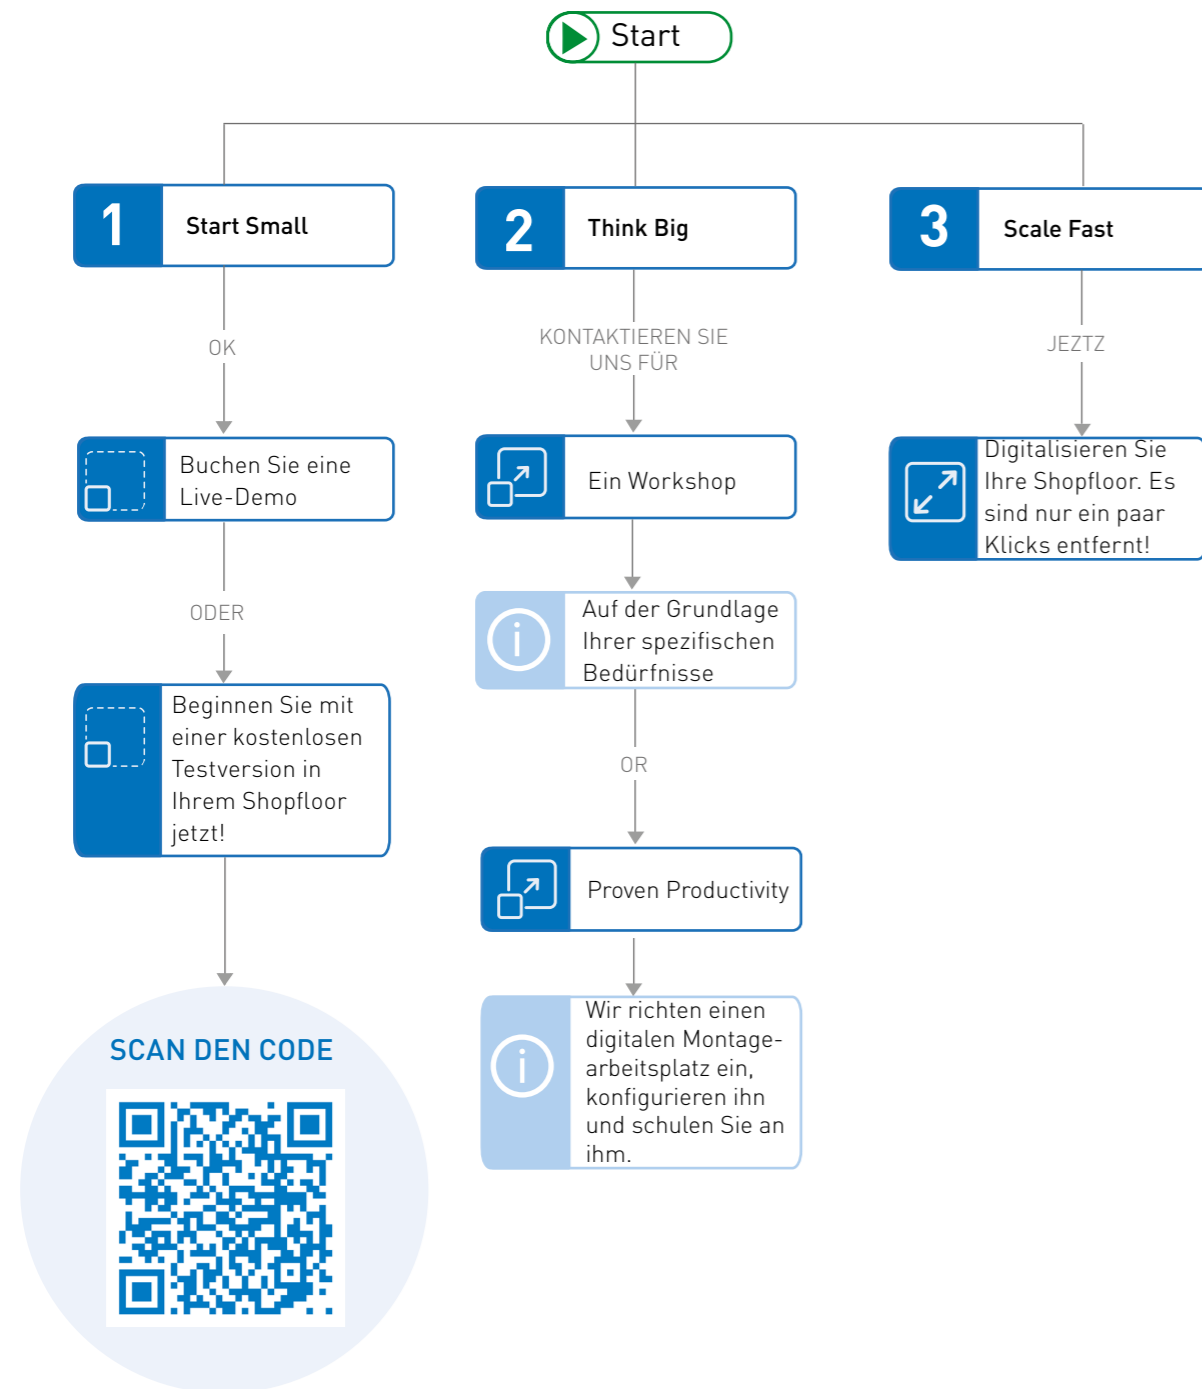 Start
1
Start Small
OK
Buchen Sie eine
Live-Demo
ODER
Beginnen Sie mit
einer kostenlosen
Testversion in
Ihrem Shopfloor
jetzt!
SCAN DEN CODE
2
Think Big
KONTAKTIEREN SIE
UNS FÜR
Ein Workshop
Auf der Grundlage
Ihrer spezifischen
Bedürfnisse
OR
Proven Productivity
Wir richten einen
digitalen Montage-
arbeitsplatz ein,
konfigurieren ihn
und schulen Sie an
ihm.
3
Scale Fast
JEZTZ
Digitalisieren Sie
Ihre Shopfloor. Es
sind nur ein paar
Klicks entfernt!